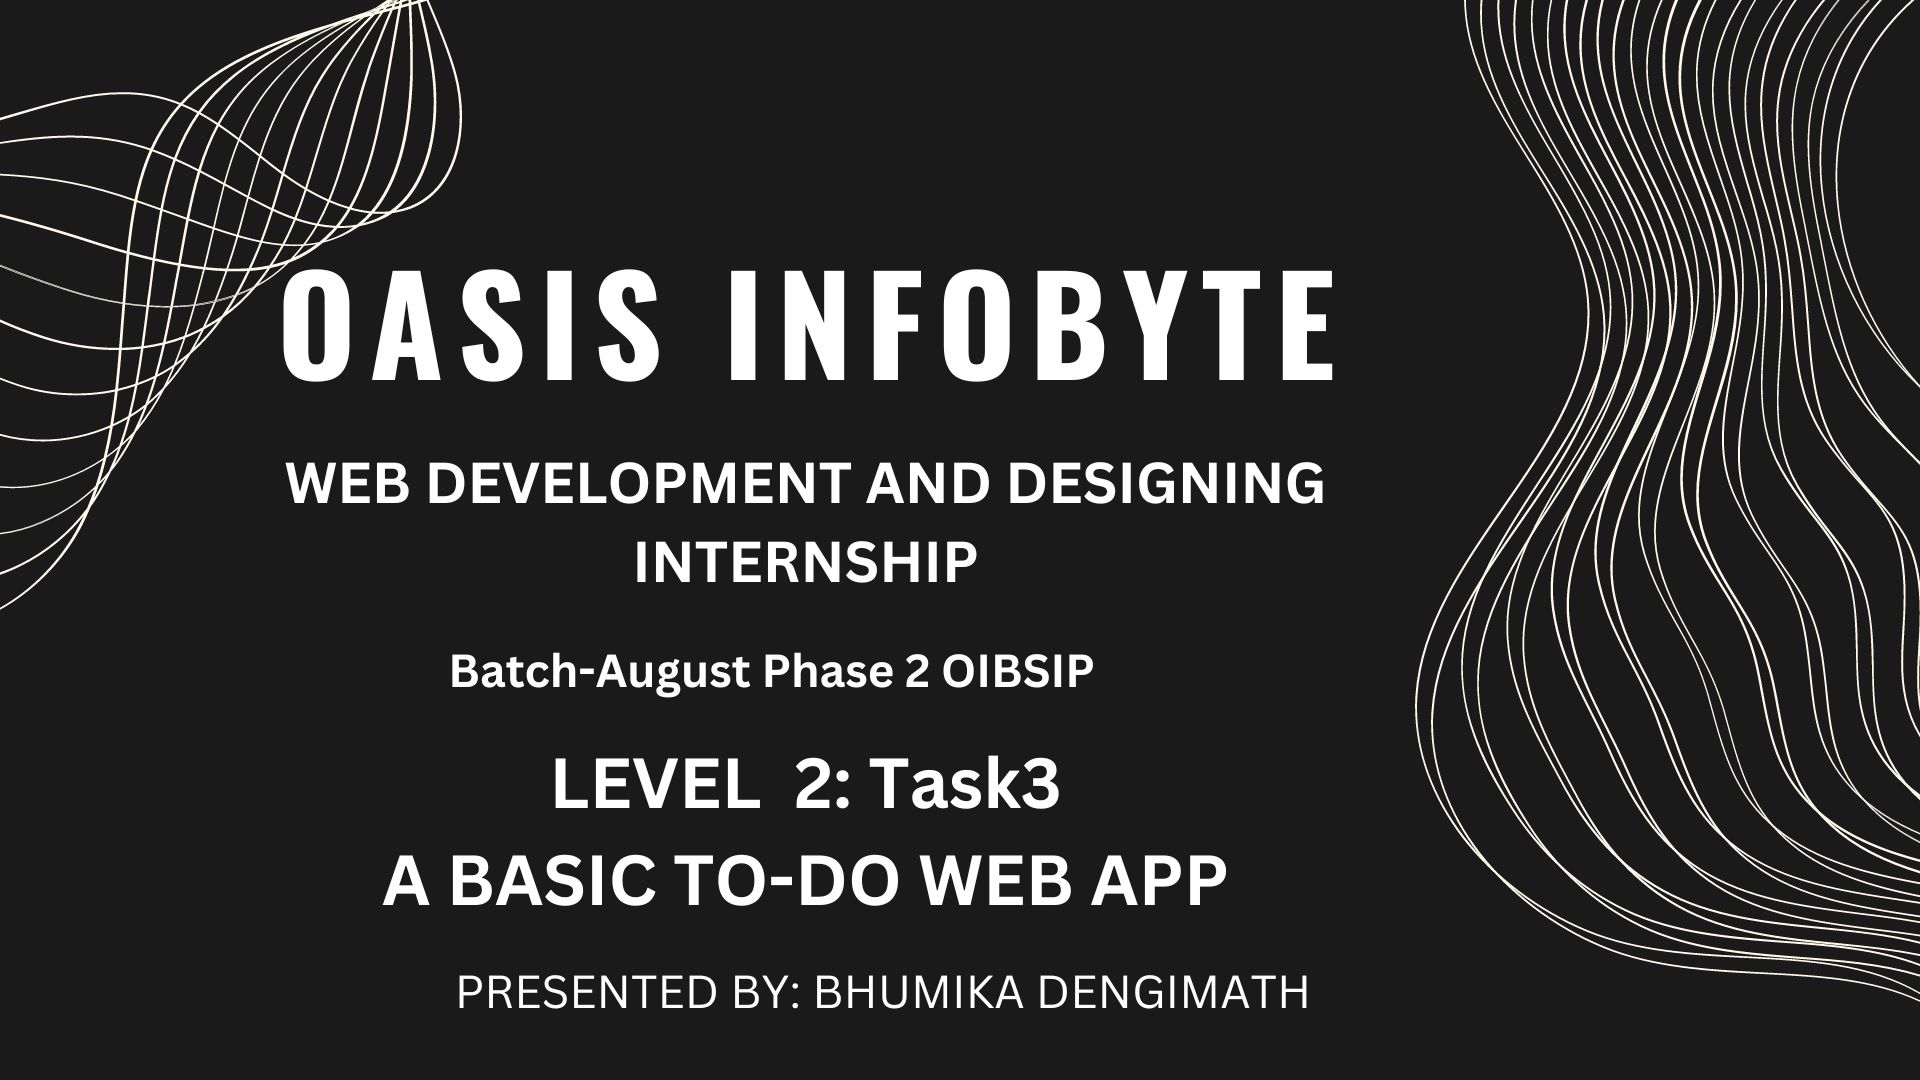 OASIS INFOBYTE
WEB DEVELOPMENT AND DESIGNING
INTERNSHIP
Batch-August Phase 2 OIBSIP
LEVEL  2: Task3
A BASIC TO-DO WEB APP
PRESENTED BY: BHUMIKA DENGIMATH